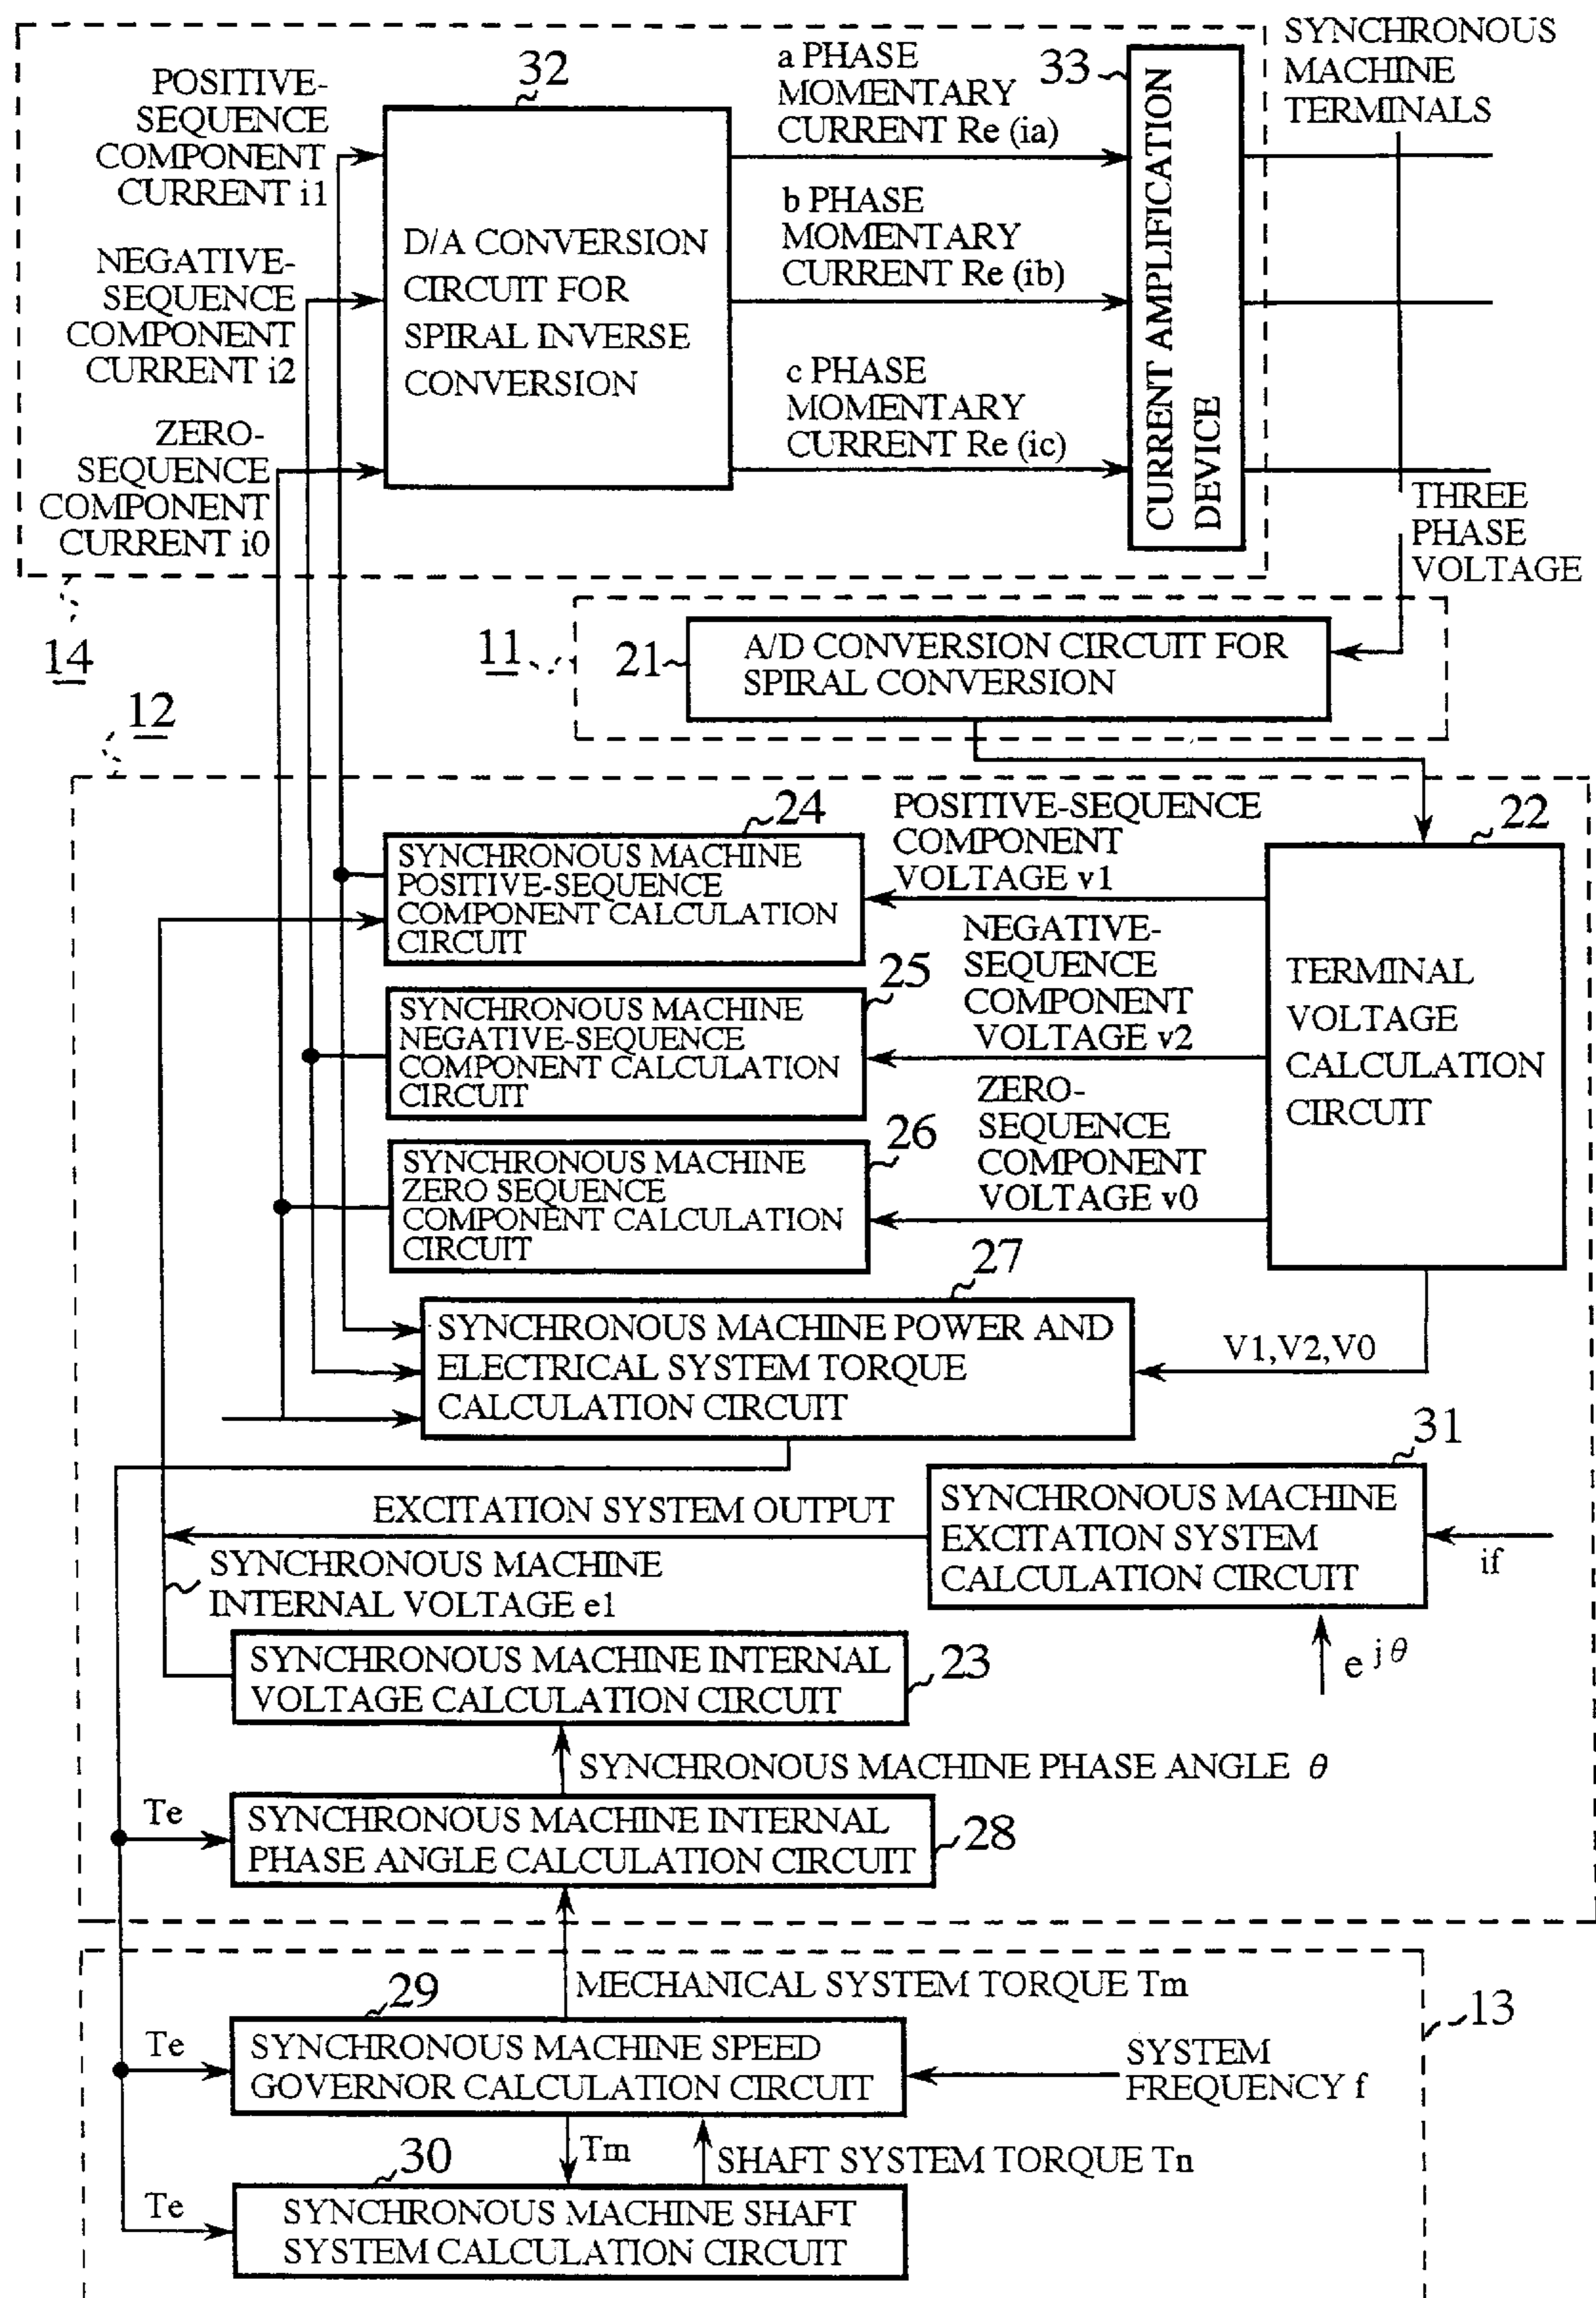 SYNCHRONOUS
MACHINE
TERMINALS
POSITIVE-
SEQUENCE
COMPONENT
CURRENT i1
32
a PHASE
MOMENTARY
CURRENT Re (ia)
33
NEGATIVE-
SEQUENCE
COMPONENT
CURRENT i2
D/A CONVERSION
CIRCUIT FOR
SPIRAL INVERSE
CONVERSION
b PHASE
MOMENTARY
CURRENT Re (ib)
CURRENT AMPLIFICATION
DEVICE
ZERO-
SEQUENCE
COMPONENT
CURRENT i0
c PHASE
MOMENTARY
CURRENT Re (ic)
THREE
PHASE
VOLTAGE
14
11
21
A/D CONVERSION CIRCUIT FOR
SPIRAL CONVERSION
12
24
POSITIVE-SEQUENCE
COMPONENT
VOLTAGE v1
22
SYNCHRONOUS MACHINE
POSITIVE-SEQUENCE
COMPONENT CALCULATION
CIRCUIT
NEGATIVE-
SEQUENCE
COMPONENT
VOLTAGE v2
25
SYNCHRONOUS MACHINE
NEGATIVE-SEQUENCE
COMPONENT CALCULATION
CIRCUIT
TERMINAL
VOLTAGE
CALCULATION
CIRCUIT
ZERO-
SEQUENCE
COMPONENT
VOLTAGE v0
26
SYNCHRONOUS MACHINE
ZERO SEQUENCE
COMPONENT CALCULATION
CIRCUIT
27
SYNCHRONOUS MACHINE POWER AND
ELECTRICAL SYSTEM TORQUE
CALCULATION CIRCUIT
V1,V2,V0
31
EXCITATION SYSTEM OUTPUT
SYNCHRONOUS MACHINE
EXCITATION SYSTEM
CALCULATION CIRCUIT
if
SYNCHRONOUS MACHINE
INTERNAL VOLTAGE e1
e j θ
SYNCHRONOUS MACHINE INTERNAL
VOLTAGE CALCULATION CIRCUIT
23
SYNCHRONOUS MACHINE PHASE ANGLE θ
Te
SYNCHRONOUS MACHINE INTERNAL
PHASE ANGLE CALCULATION CIRCUIT
28
MECHANICAL SYSTEM TORQUE Tm
29
13
Te
SYNCHRONOUS MACHINE SPEED
GOVERNOR CALCULATION CIRCUIT
SYSTEM
FREQUENCY f
30
Tm
SHAFT SYSTEM TORQUE Tn
Te
SYNCHRONOUS MACHINE SHAFT
SYSTEM CALCULATION CIRCUIT